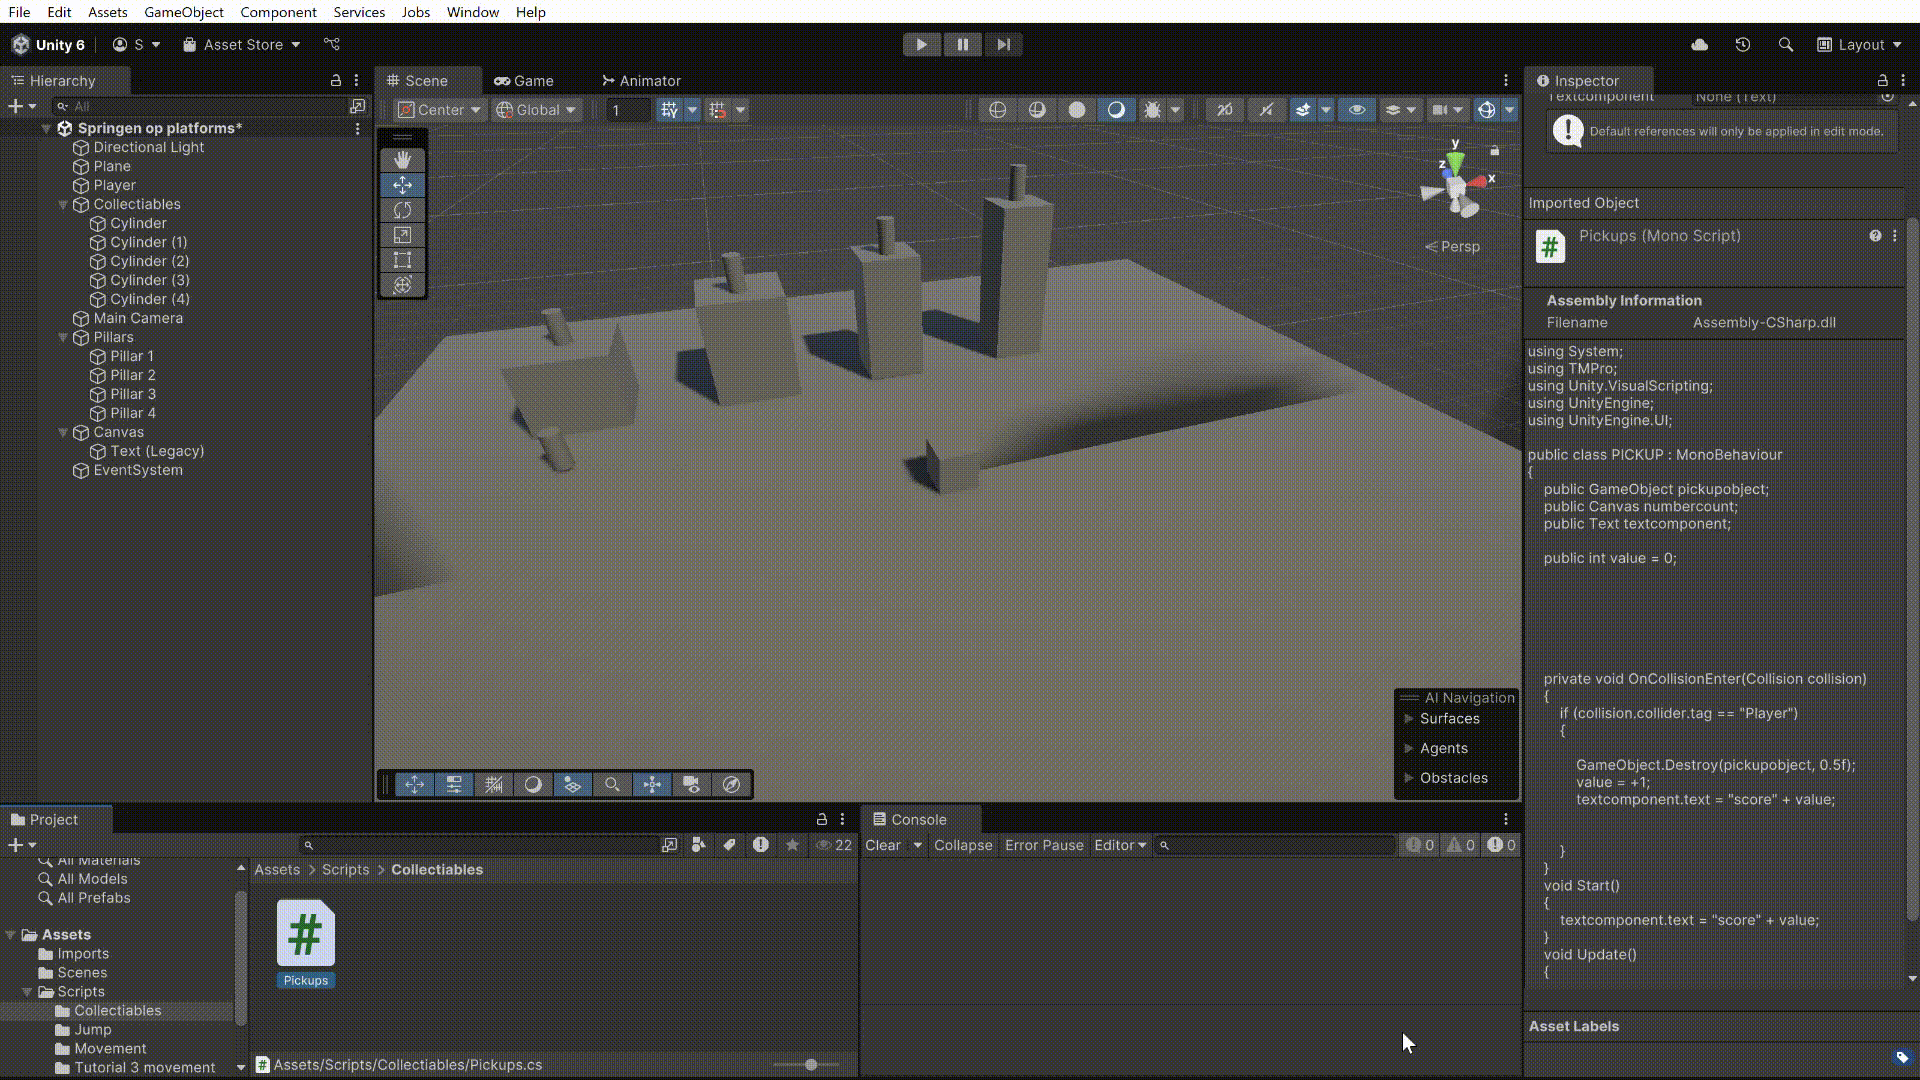 File Edit Assets GameObject Component Services Jobs Window Help
Unity 6 S Asset Store Layout
Hierarchy
All
Springen op platforms*
Directional Light
Plane
Player
Collectiables
Cylinder
Cylinder (1)
Cylinder (2)
Cylinder (3)
Cylinder (4)
Main Camera
Pillars
Pillar 1
Pillar 2
Pillar 3
Pillar 4
Canvas
Text (Legacy)
EventSystem
Scene Game Animator
Center Global 1 2D
y
z
x
Persp
AI Navigation
Surfaces
Agents
Obstacles
Inspector
Textcomponent None (Text)
Default references will only be applied in edit mode.
Imported Object
Pickups (Mono Script)
Assembly Information
Filename Assembly-CSharp.dll
using System;
using TMPro;
using Unity.VisualScripting;
using UnityEngine;
using UnityEngine.UI;
public class PICKUP : MonoBehaviour
{
public GameObject pickupobject;
public Canvas numbercount;
public Text textcomponent;
public int value = 0;
private void OnCollisionEnter(Collision collision)
{
if (collision.collider.tag == "Player")
{
GameObject.Destroy(pickupobject, 0.5f);
value = +1;
textcomponent.text = "score" + value;
}
}
void Start()
{
textcomponent.text = "score" + value;
}
void Update()
{
Asset Labels
Project
22
All Materials
All Models
All Prefabs
Assets
Imports
Scenes
Scripts
Collectiables
Jump
Movement
Tutorial 3 movement
Assets > Scripts > Collectiables
#
Pickups
Assets/Scripts/Collectiables/Pickups.cs
Console
Clear Collapse Error Pause Editor 0 0 0